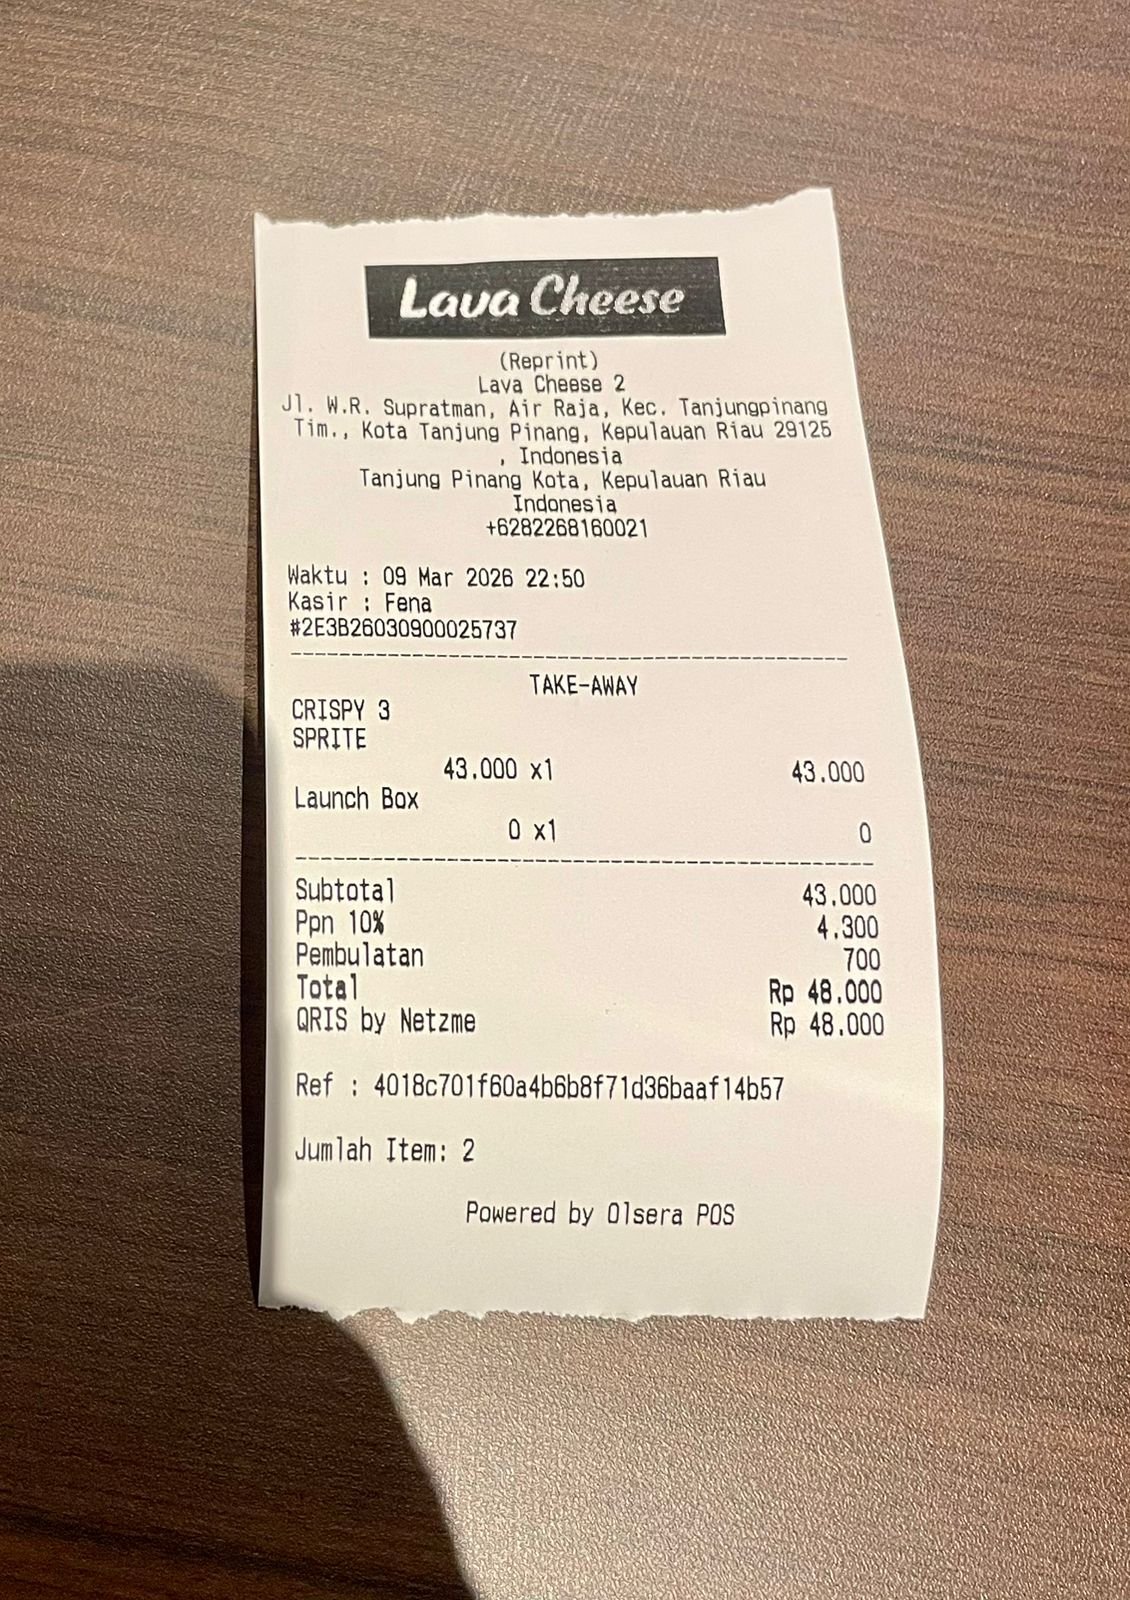 Lava Cheese
(Reprint)
Lava Cheese 2
Jl. W.R. Supratman, Air Raja, Kec. Tanjungpinang
Tim., Kota Tanjung Pinang, Kepulauan Riau 29125
, Indonesia
Tanjung Pinang Kota, Kepulauan Riau
Indonesia
+6282268160021
Waktu : 09 Mar 2026 22:50
Kasir : Fena
#2E3B26030900025737
TAKE-AWAY
CRISPY 3
SPRITE
43.000 x1 43.000
Launch Box
0 x1 0
Subtotal 43.000
Ppn 10% 4.300
Pembulatan 700
Total Rp 48.000
QRIS by Netzme Rp 48.000
Ref : 4018c701f60a4b6b8f71d36baaf14b57
Jumlah Item: 2
Powered by Olsera POS